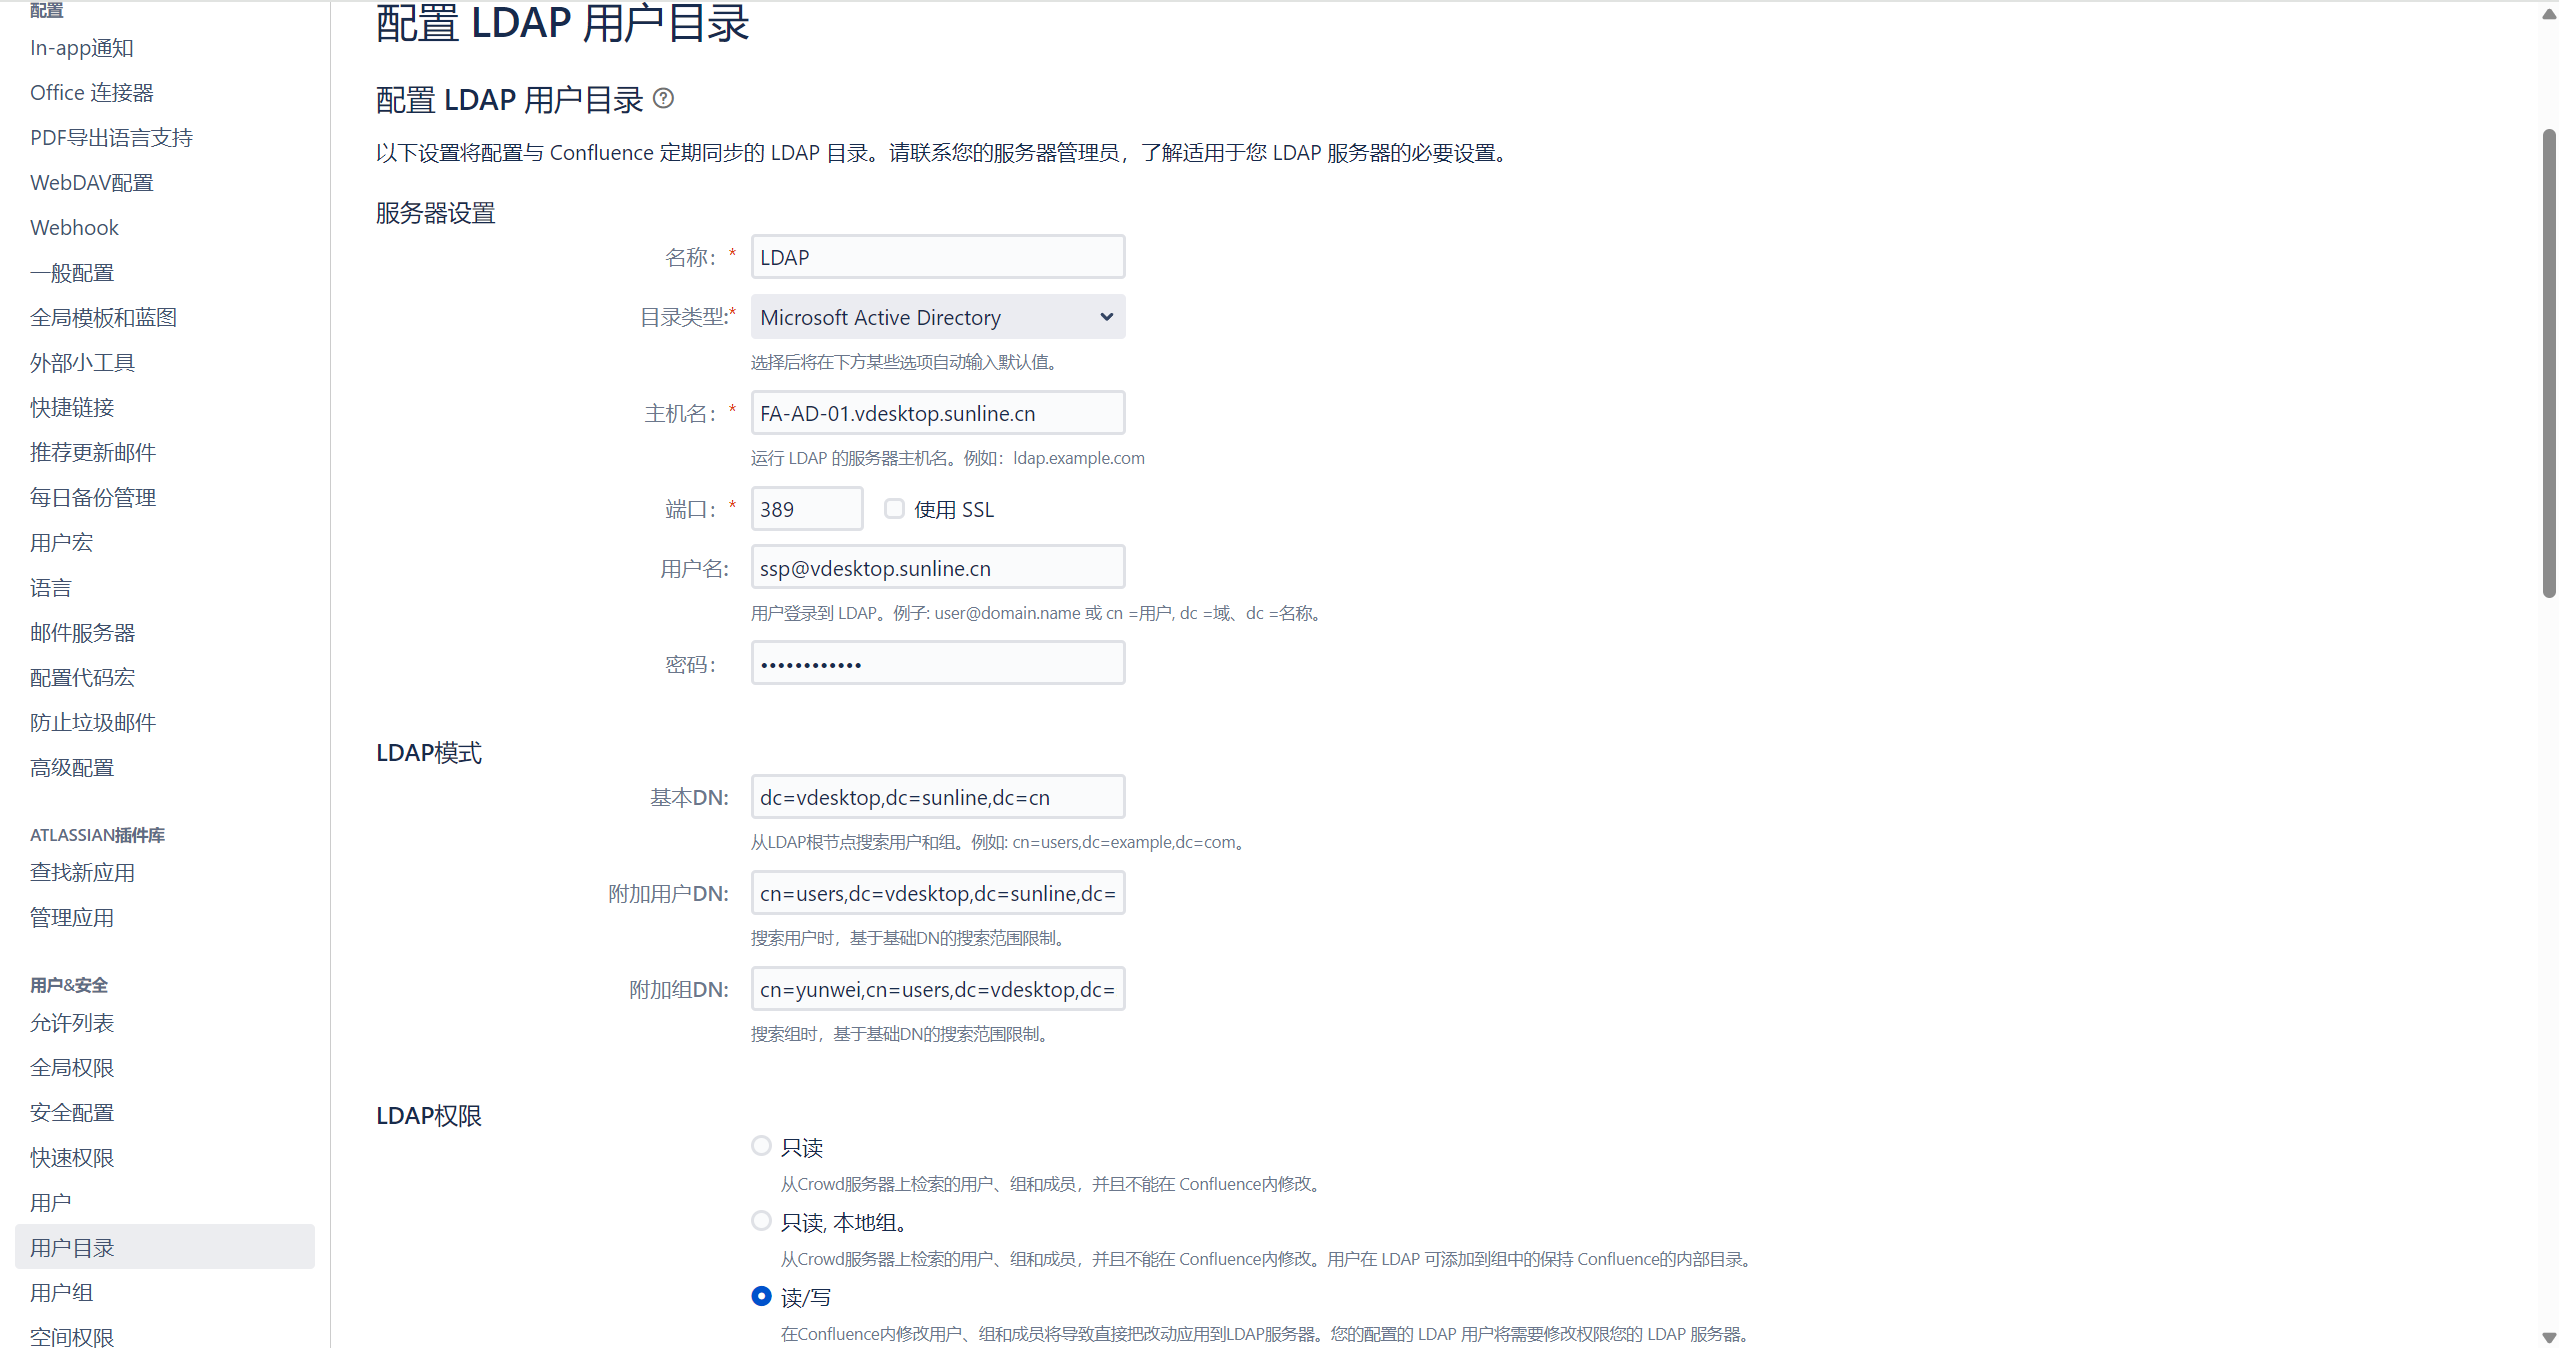 配置
In-app通知
Office 连接器
PDF导出语言支持
WebDAV配置
Webhook
一般配置
全局模板和蓝图
外部小工具
快捷链接
推荐更新邮件
每日备份管理
用户宏
语言
邮件服务器
配置代码宏
防止垃圾邮件
高级配置
ATLASSIAN插件库
查找新应用
管理应用
用户&安全
允许列表
全局权限
安全配置
快速权限
用户
用户目录
用户组
空间权限
配置 LDAP 用户目录
配置 LDAP 用户目录
以下设置将配置与 Confluence 定期同步的 LDAP 目录。请联系您的服务器管理员，了解适用于您 LDAP 服务器的必要设置。
服务器设置
名称：* LDAP
目录类型:* Microsoft Active Directory
选择后将在下方某些选项自动输入默认值。
主机名：* FA-AD-01.vdesktop.sunline.cn
运行 LDAP 的服务器主机名。例如：ldap.example.com
端口：* 389 使用 SSL
用户名: ssp@vdesktop.sunline.cn
用户登录到 LDAP。例子: user@domain.name 或 cn =用户, dc =域、dc =名称。
密码： ••••••••••••
LDAP模式
基本DN: dc=vdesktop,dc=sunline,dc=cn
从LDAP根节点搜索用户和组。例如: cn=users,dc=example,dc=com。
附加用户DN: cn=users,dc=vdesktop,dc=sunline,dc=
搜索用户时，基于基础DN的搜索范围限制。
附加组DN: cn=yunwei,cn=users,dc=vdesktop,dc=
搜索组时，基于基础DN的搜索范围限制。
LDAP权限
只读
从Crowd服务器上检索的用户、组和成员，并且不能在 Confluence内修改。
只读, 本地组。
从Crowd服务器上检索的用户、组和成员，并且不能在 Confluence内修改。用户在 LDAP 可添加到组中的保持 Confluence的内部目录。
读/写
在Confluence内修改用户、组和成员将导致直接把改动应用到LDAP服务器。您的配置的 LDAP 用户将需要修改权限您的 LDAP 服务器。